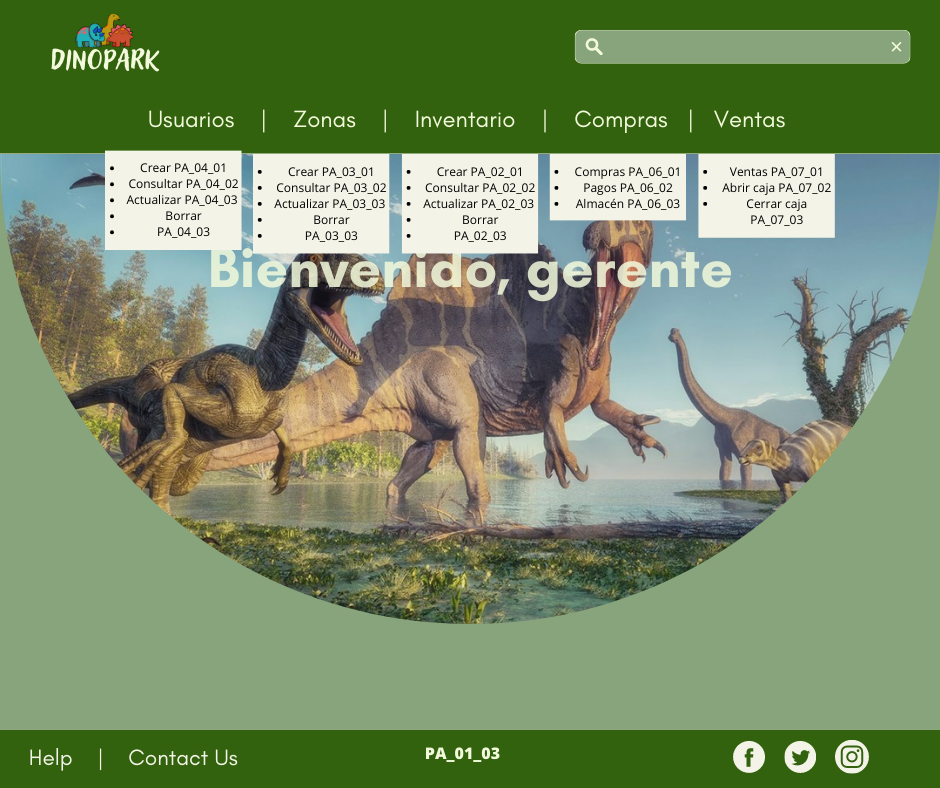 DINOPARK
Usuarios | Zonas | Inventario | Compras | Ventas
• Crear PA_04_01
• Consultar PA_04_02
• Actualizar PA_04_03
• Borrar
• PA_04_03
• Crear PA_03_01
• Consultar PA_03_02
• Actualizar PA_03_03
• Borrar
• PA_03_03
• Crear PA_02_01
• Consultar PA_02_02
• Actualizar PA_02_03
• Borrar
• PA_02_03
• Compras PA_06_01
• Pagos PA_06_02
• Almacén PA_06_03
• Ventas PA_07_01
• Abrir caja PA_07_02
• Cerrar caja
PA_07_03
Bienvenido, gerente
Help | Contact Us
PA_01_03